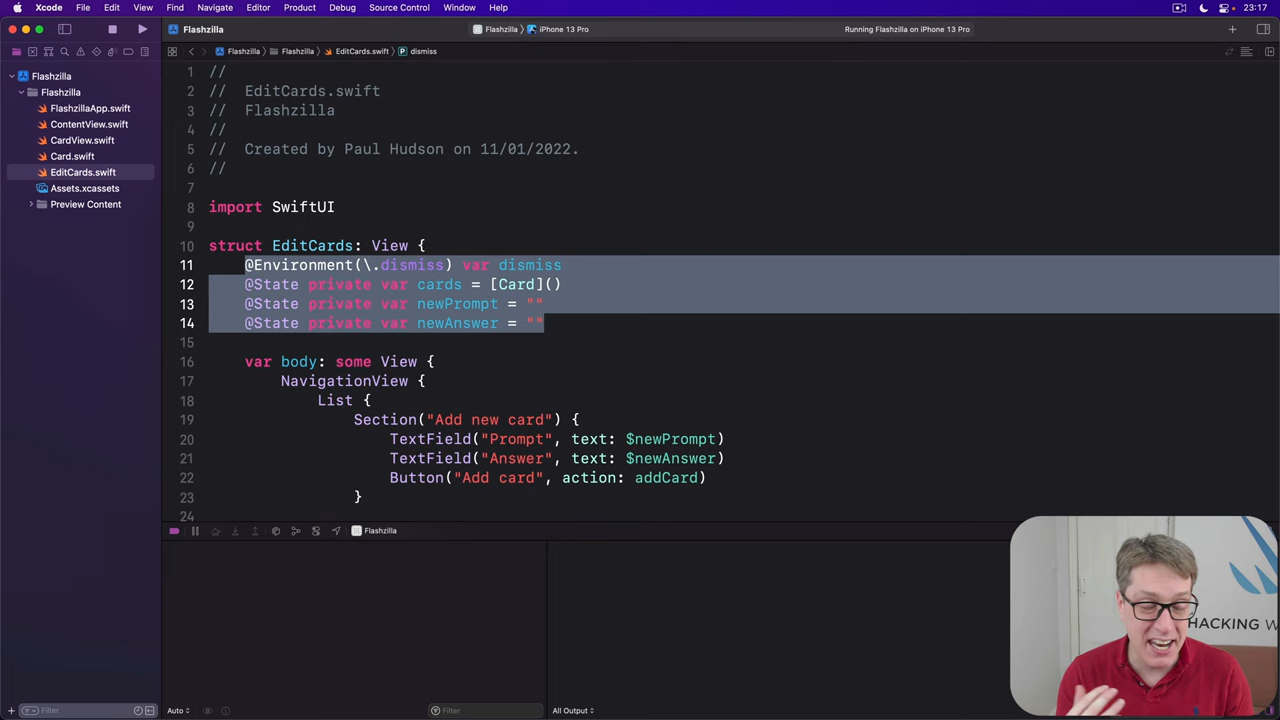 Xcode File Edit View Find Navigate Editor Product Debug Source Control Window Help 23:17
Flashzilla Flashzilla iPhone 13 Pro Running Flashzilla on iPhone 13 Pro
Flashzilla Flashzilla EditCards.swift dismiss
Flashzilla
Flashzilla
FlashzillaApp.swift
ContentView.swift
CardView.swift
Card.swift
EditCards.swift
Assets.xcassets
Preview Content
1 //
2 // EditCards.swift
3 // Flashzilla
4 //
5 // Created by Paul Hudson on 11/01/2022.
6 //
7
8 import SwiftUI
9
10 struct EditCards: View {
11 @Environment(\.dismiss) var dismiss
12 @State private var cards = [Card]()
13 @State private var newPrompt = ""
14 @State private var newAnswer = ""
15
16 var body: some View {
17 NavigationView {
18 List {
19 Section("Add new card") {
20 TextField("Prompt", text: $newPrompt)
21 TextField("Answer", text: $newAnswer)
22 Button("Add card", action: addCard)
23 }
24
Flashzilla
HACKING W
Filter Auto Filter All Output